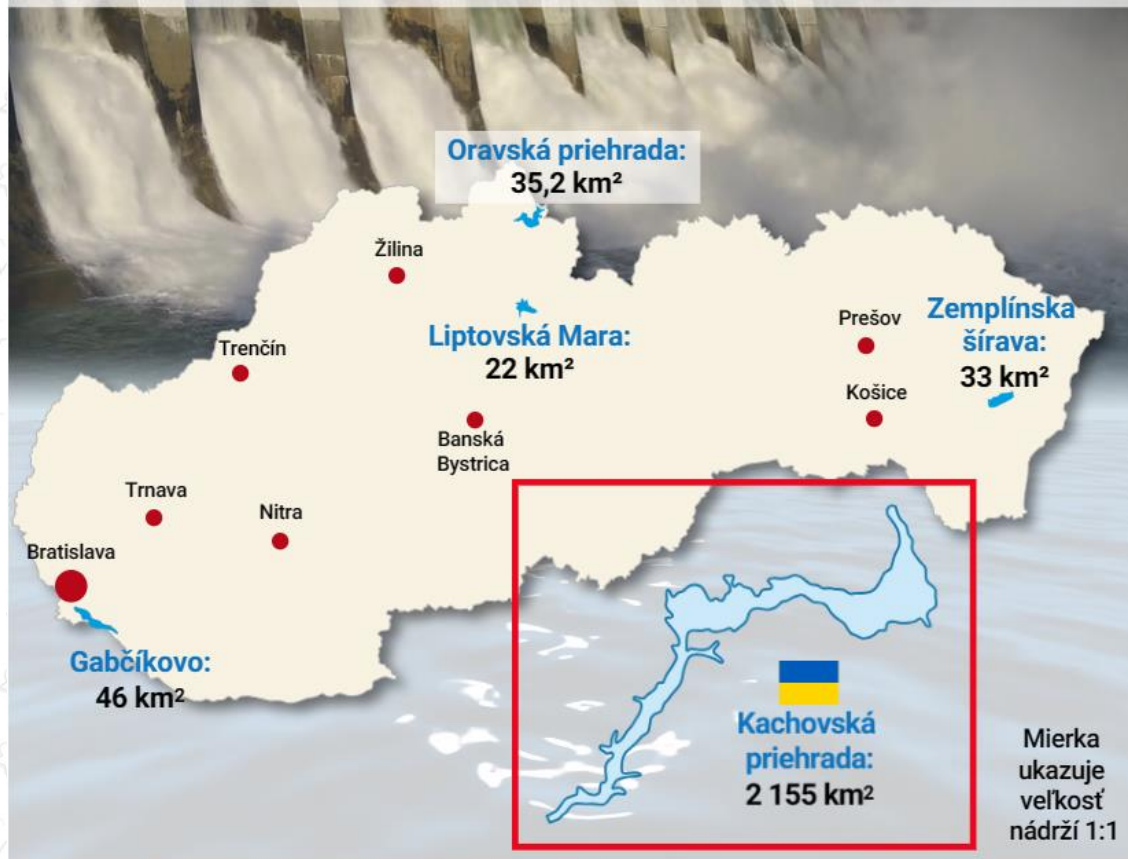 Oravská priehrada:
35,2 km²
Žilina
Liptovská Mara:
22 km²
Trenčín
Prešov
Zemplínska
šírava:
33 km²
Košice
Banská
Bystrica
Trnava
Nitra
Bratislava
Gabčíkovo:
46 km²
Kachovská
priehrada:
2 155 km²
Mierka
ukazuje
veľkosť
nádrží 1:1